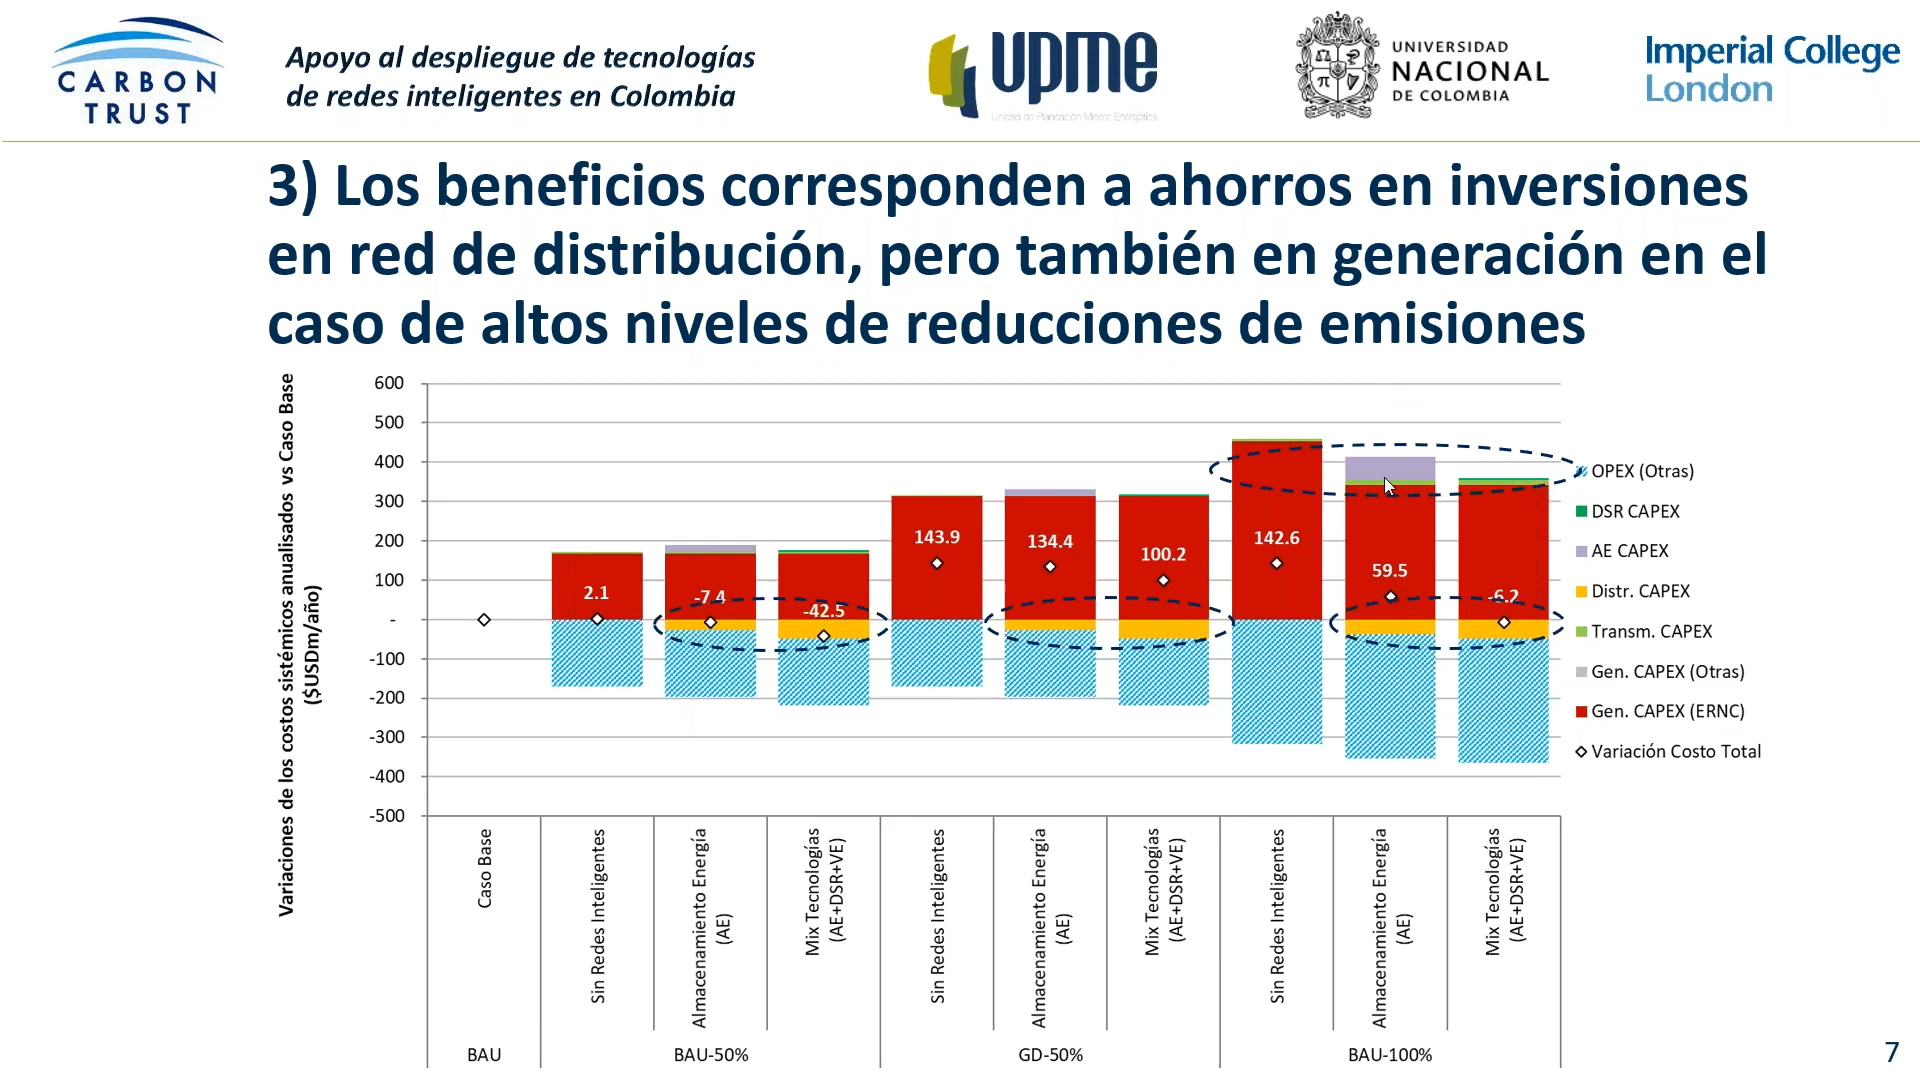 CARBON
TRUST
Apoyo al despliegue de tecnologías
de redes inteligentes en Colombia
upme
Unidad de Planeación Minero Energética
UNIVERSIDAD
NACIONAL
DE COLOMBIA
Imperial College
London
3) Los beneficios corresponden a ahorros en inversiones
en red de distribución, pero también en generación en el
caso de altos niveles de reducciones de emisiones
Variaciones de los costos sistémicos anualisados vs Caso Base
($USDm/año)
600
500
400
300
200
100
-
-100
-200
-300
-400
-500
2.1
-7.4
-42.5
143.9
134.4
100.2
142.6
59.5
-6.2
OPEX (Otras)
DSR CAPEX
AE CAPEX
Distr. CAPEX
Transm. CAPEX
Gen. CAPEX (Otras)
Gen. CAPEX (ERNC)
Variación Costo Total
Caso Base
Sin Redes Inteligentes
Almacenamiento Energía
(AE)
Mix Tecnologías
(AE+DSR+VE)
Sin Redes Inteligentes
Almacenamiento Energía
(AE)
Mix Tecnologías
(AE+DSR+VE)
Sin Redes Inteligentes
Almacenamiento Energía
(AE)
Mix Tecnologías
(AE+DSR+VE)
BAU
BAU-50%
GD-50%
BAU-100%
7